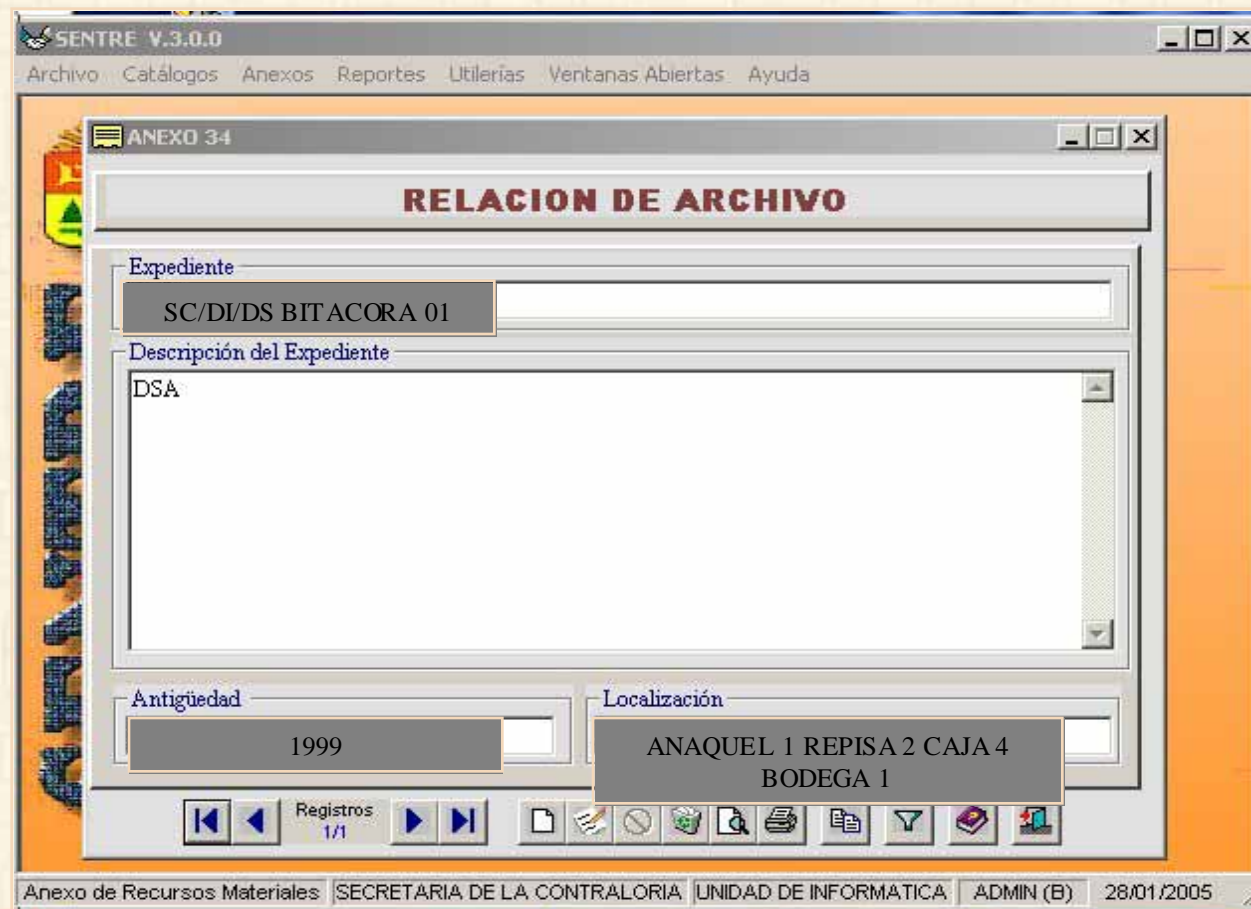 SENTRE V.3.0.0
Archivo Catálogos Anexos Reportes Utilerías Ventanas Abiertas Ayuda
ANEXO 34
RELACION DE ARCHIVO
Expediente
SC/DI/DS BITACORA 01
Descripción del Expediente
DSA
Antigüedad
1999
Localización
ANAQUEL 1 REPISA 2 CAJA 4
BODEGA 1
Registros
1/1
Anexo de Recursos Materiales SECRETARIA DE LA CONTRALORIA UNIDAD DE INFORMATICA ADMIN (B) 28/01/2005